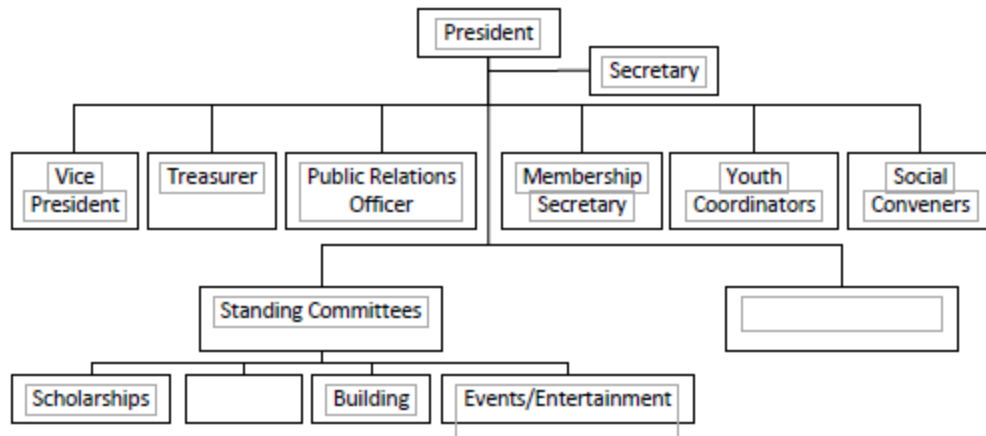 President
Secretary
Vice
President
Treasurer
Public Relations
Officer
Membership
Secretary
Youth
Coordinators
Social
Conveners
Standing Committees
Scholarships
Building
Events/Entertainment